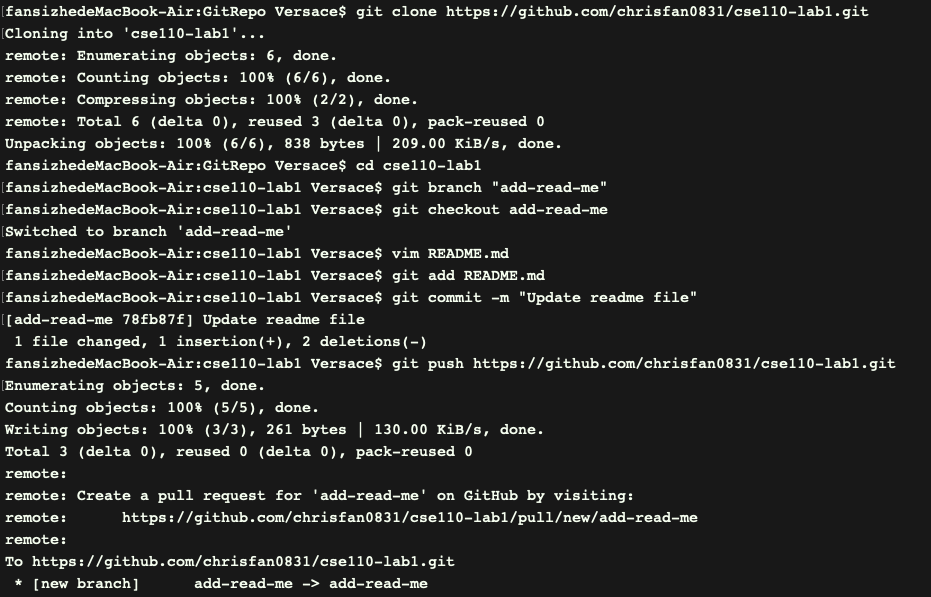 fansizhedeMacBook-Air:GitRepo Versace$ git clone https://github.com/chrisfan0831/cse110-lab1.git
[Cloning into 'cse110-lab1'...
remote: Enumerating objects: 6, done.
remote: Counting objects: 100% (6/6), done.
remote: Compressing objects: 100% (2/2), done.
remote: Total 6 (delta 0), reused 3 (delta 0), pack-reused 0
Unpacking objects: 100% (6/6), 838 bytes | 209.00 KiB/s, done.
fansizhedeMacBook-Air:GitRepo Versace$ cd cse110-lab1
[fansizhedeMacBook-Air:cse110-lab1 Versace$ git branch "add-read-me"
[fansizhedeMacBook-Air:cse110-lab1 Versace$ git checkout add-read-me
[Switched to branch 'add-read-me'
fansizhedeMacBook-Air:cse110-lab1 Versace$ vim README.md
[fansizhedeMacBook-Air:cse110-lab1 Versace$ git add README.md
[fansizhedeMacBook-Air:cse110-lab1 Versace$ git commit -m "Update readme file"
[[add-read-me 78fb87f] Update readme file
 1 file changed, 1 insertion(+), 2 deletions(-)
fansizhedeMacBook-Air:cse110-lab1 Versace$ git push https://github.com/chrisfan0831/cse110-lab1.git
[Enumerating objects: 5, done.
Counting objects: 100% (5/5), done.
Writing objects: 100% (3/3), 261 bytes | 130.00 KiB/s, done.
Total 3 (delta 0), reused 0 (delta 0), pack-reused 0
remote:
remote: Create a pull request for 'add-read-me' on GitHub by visiting:
remote:      https://github.com/chrisfan0831/cse110-lab1/pull/new/add-read-me
remote:
To https://github.com/chrisfan0831/cse110-lab1.git
 * [new branch]      add-read-me -> add-read-me